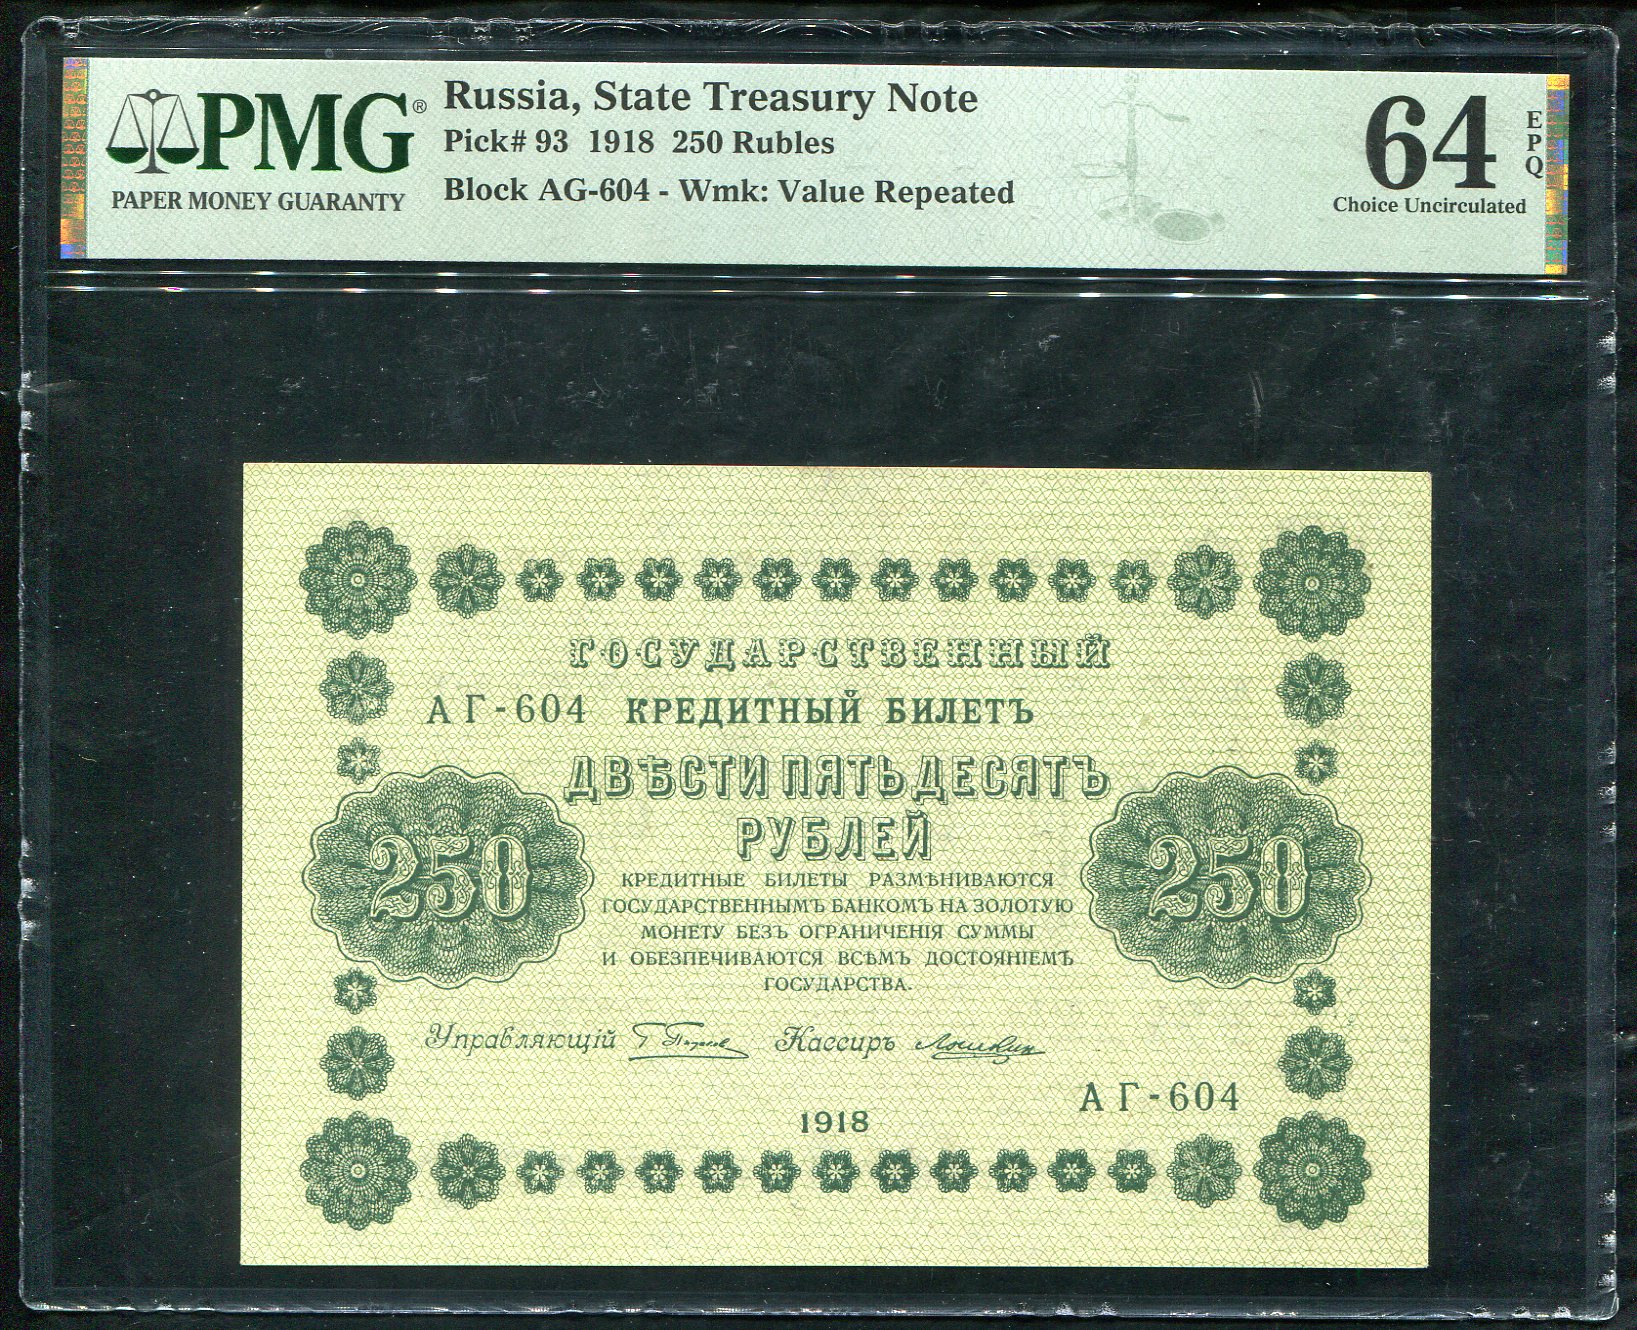 PMG®
PAPER MONEY GUARANTY
Russia, State Treasury Note
Pick# 93 1918 250 Rubles
Block AG-604 - Wmk: Value Repeated
64
EPQ
Choice Uncirculated
ГОСУДАРСТВЕННЫЙ
АГ-604 КРЕДИТНЫЙ БИЛЕТЪ
ДВѢСТИ ПЯТЬДЕСЯТЪ
РУБЛЕЙ
250
250
КРЕДИТНЫЕ БИЛЕТЫ РАЗМѢНИВАЮТСЯ
ГОСУДАРСТВЕННЫМЪ БАНКОМЪ НА ЗОЛОТУЮ
МОНЕТУ БЕЗЪ ОГРАНИЧЕНІЯ СУММЫ
И ОБЕЗПЕЧИВАЮТСЯ ВСѢМЪ ДОСТОЯНІЕМЪ
ГОСУДАРСТВА.
Управляющій Кассиръ
АГ-604
1918